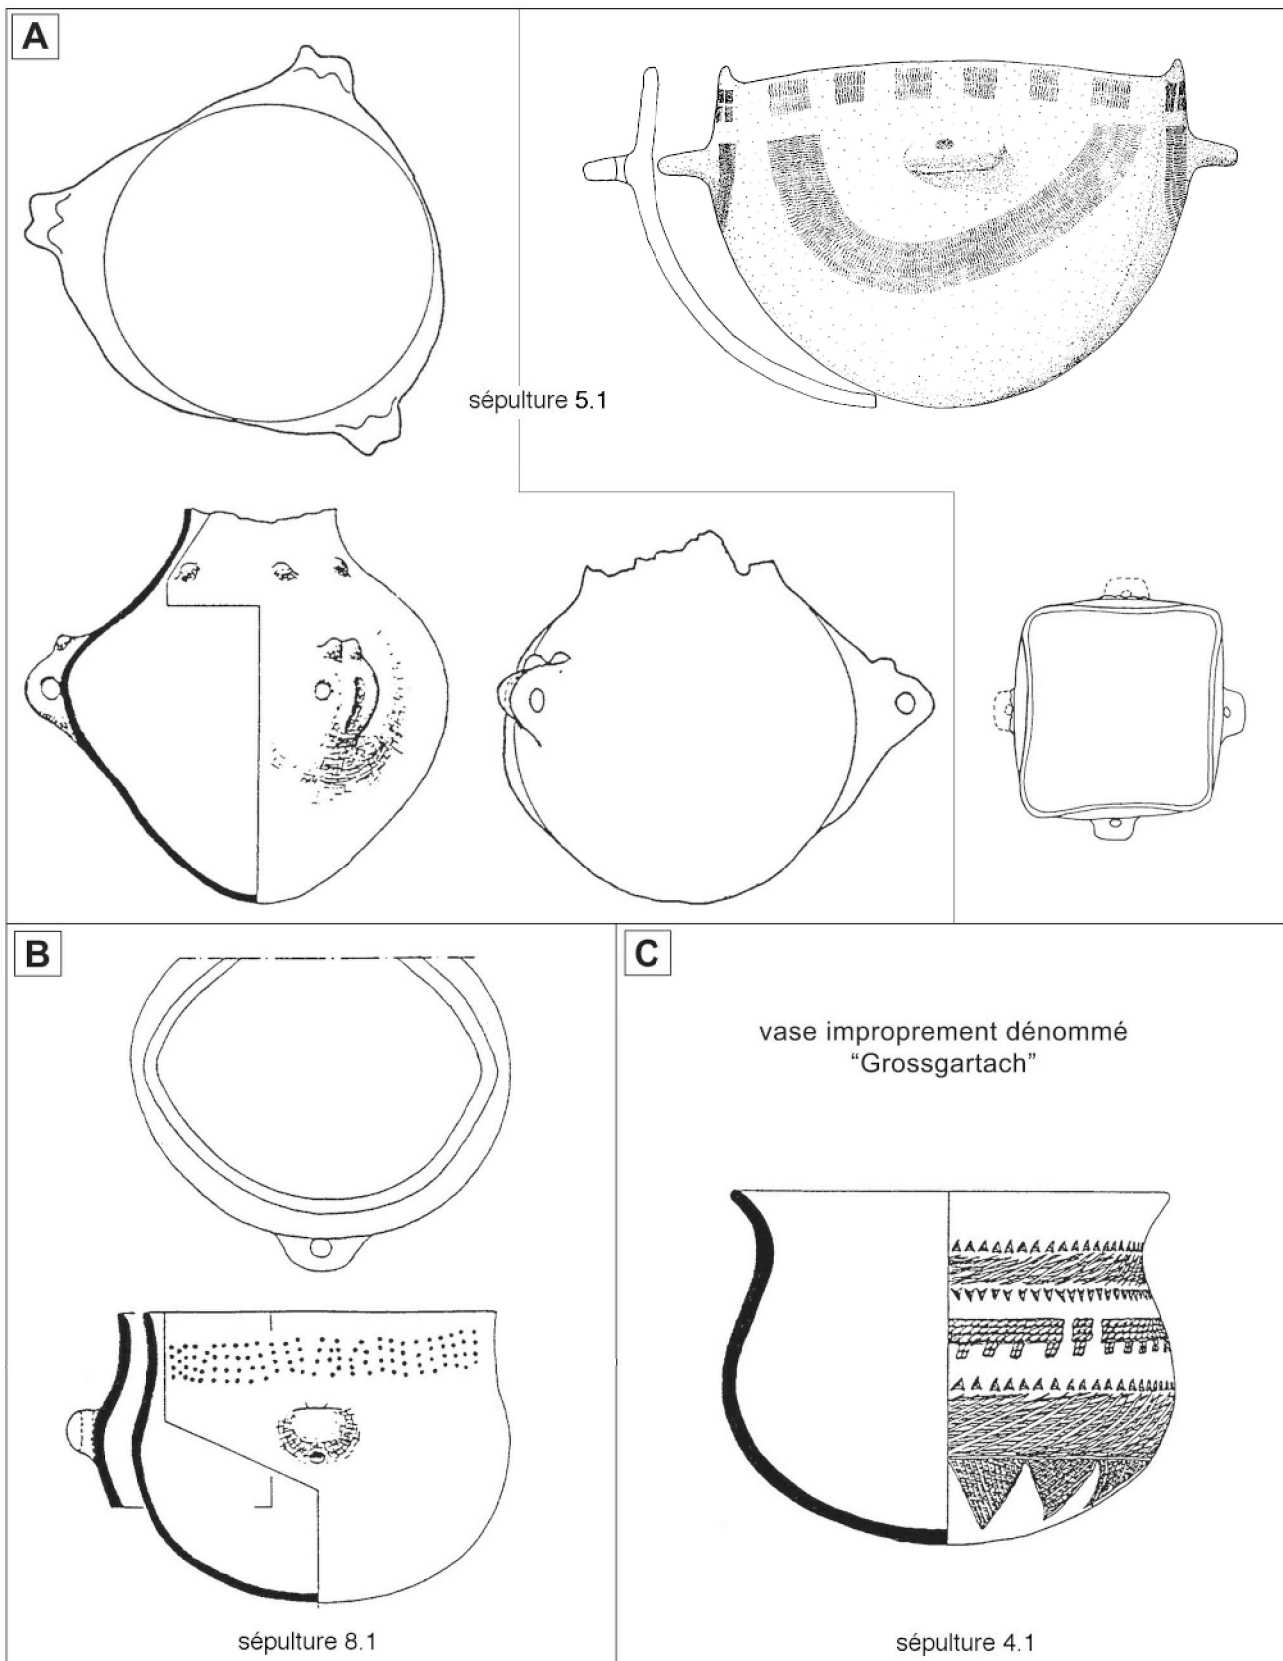 A
sépulture 5.1
B
sépulture 8.1
C
vase improprement dénommé
“Grossgartach”
sépulture 4.1